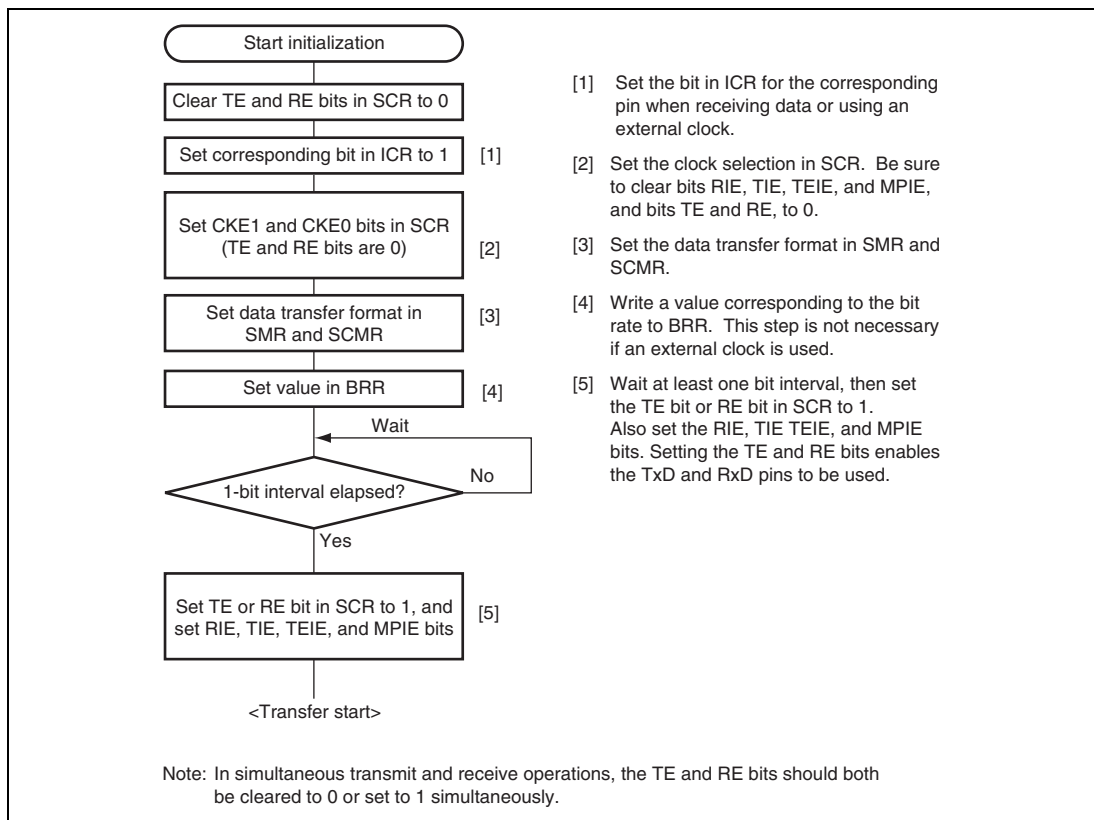 Start initialization
Clear TE and RE bits in SCR to 0
Set corresponding bit in ICR to 1
[1]
Set CKE1 and CKE0 bits in SCR
(TE and RE bits are 0)
[2]
Set data transfer format in
SMR and SCMR
[3]
Set value in BRR
[4]
Wait
No
1-bit interval elapsed?
Yes
Set TE or RE bit in SCR to 1, and
set RIE, TIE, TEIE, and MPIE bits
[5]
<Transfer start>
[1] Set the bit in ICR for the corresponding
pin when receiving data or using an
external clock.
[2] Set the clock selection in SCR. Be sure
to clear bits RIE, TIE, TEIE, and MPIE,
and bits TE and RE, to 0.
[3] Set the data transfer format in SMR and
SCMR.
[4] Write a value corresponding to the bit
rate to BRR. This step is not necessary
if an external clock is used.
[5] Wait at least one bit interval, then set
the TE bit or RE bit in SCR to 1.
Also set the RIE, TIE TEIE, and MPIE
bits. Setting the TE and RE bits enables
the TxD and RxD pins to be used.
Note: In simultaneous transmit and receive operations, the TE and RE bits should both
be cleared to 0 or set to 1 simultaneously.